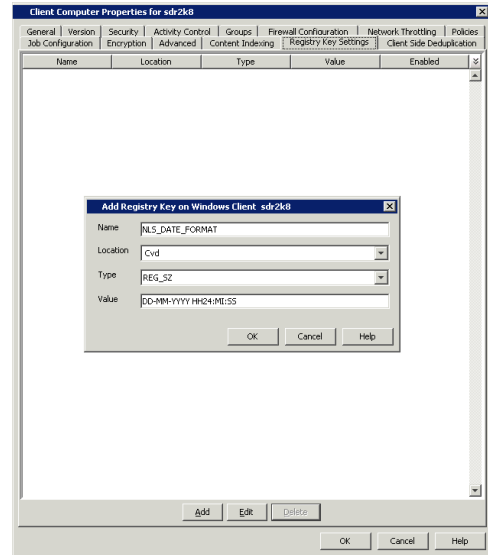 Client Computer Properties for sdr2k8
General Version Security Activity Control Groups Firewall Configuration Network Throttling Policies
Job Configuration Encryption Advanced Content Indexing Registry Key Settings Client Side Deduplication
Name Location Type Value Enabled
Add Registry Key on Windows Client sdr2k8
Name NLS_DATE_FORMAT
Location Cvd
Type REG_SZ
Value DD-MM-YYYY HH24:MI:SS
OK Cancel Help
Add Edit Delete
OK Cancel Help